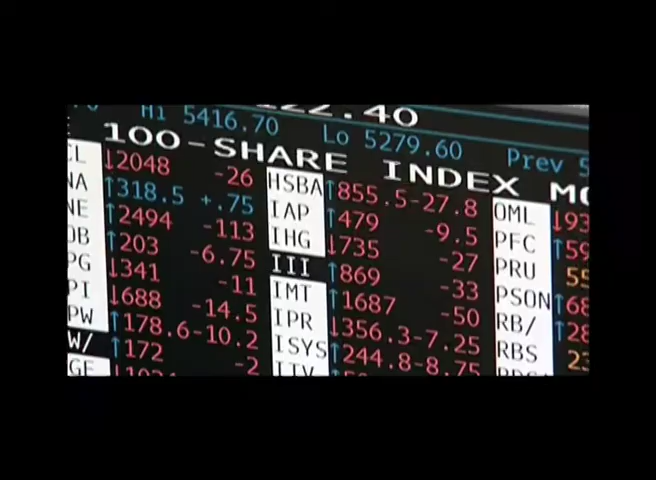 122.40
Hi 5416.70 Lo 5279.60 Prev
100-SHARE INDEX
↓2048 -26 HSBA ↑855.5-27.8 OML
↑318.5 +.75 IAP ↑479 -9.5 PFC
↑2494 -113 IHG ↓735 -27 PRU
↑203 -6.75 III ↑869 -33 PSON
↓341 -11 IMT ↑1687 -50 RB/
↓688 -14.5 IPR ↓356.3-7.25 RBS
↑178.6-10.2 ISYS ↑244.8-8.75
W/ ↑172 -2